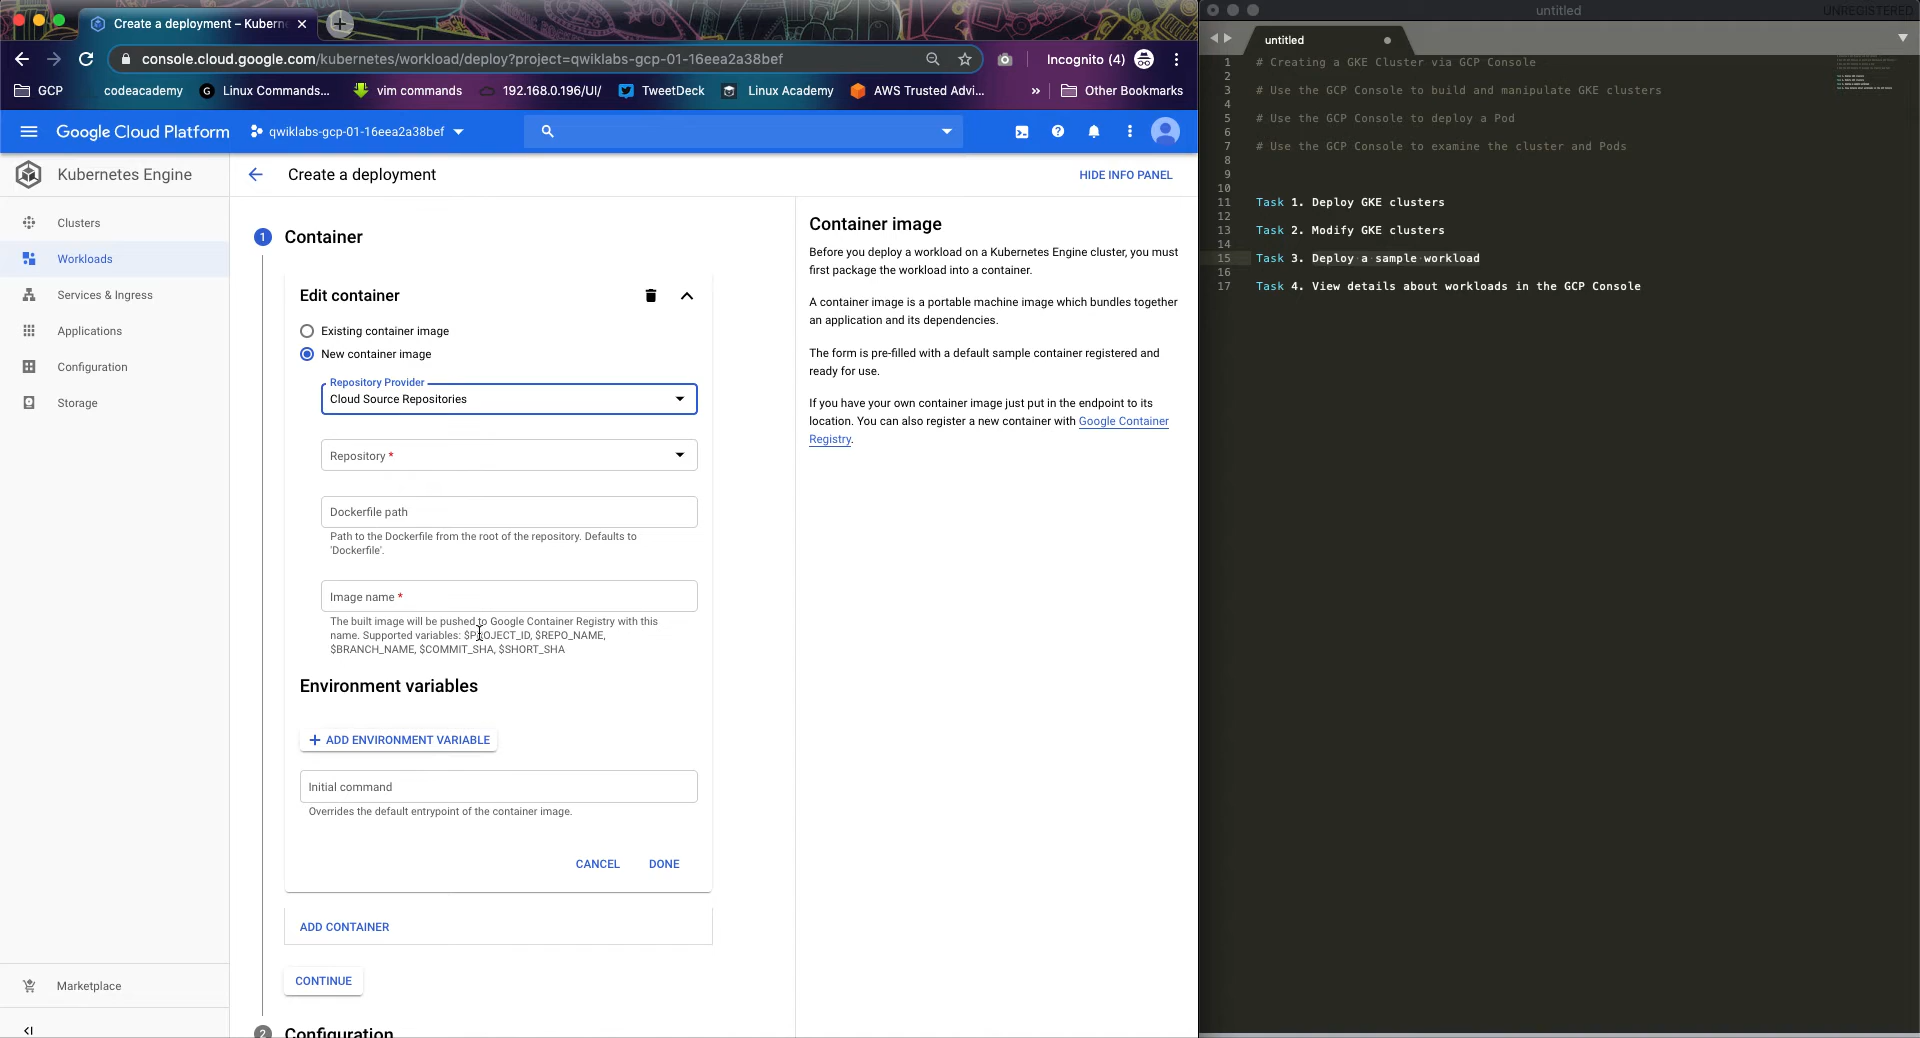 Create a deployment – Kubern
untitled
UNREGISTERED
console.cloud.google.com/kubernetes/workload/deploy?project=qwiklabs-gcp-01-16eea2a38bef
Incognito (4)
GCP
codeacademy
Linux Commands...
vim commands
192.168.0.196/UI/
TweetDeck
Linux Academy
AWS Trusted Advi...
»
Other Bookmarks
Google Cloud Platform
qwiklabs-gcp-01-16eea2a38bef
Kubernetes Engine
Clusters
Workloads
Services & Ingress
Applications
Configuration
Storage
Marketplace
Create a deployment
HIDE INFO PANEL
1
Container
Edit container
Existing container image
New container image
Repository Provider
Cloud Source Repositories
Repository *
Dockerfile path
Path to the Dockerfile from the root of the repository. Defaults to
'Dockerfile'.
Image name *
The built image will be pushed to Google Container Registry with this
name. Supported variables: $PROJECT_ID, $REPO_NAME,
$BRANCH_NAME, $COMMIT_SHA, $SHORT_SHA
Environment variables
+ ADD ENVIRONMENT VARIABLE
Initial command
Overrides the default entrypoint of the container image.
CANCEL
DONE
ADD CONTAINER
CONTINUE
2
Configuration
Container image
Before you deploy a workload on a Kubernetes Engine cluster, you must
first package the workload into a container.
A container image is a portable machine image which bundles together
an application and its dependencies.
The form is pre-filled with a default sample container registered and
ready for use.
If you have your own container image just put in the endpoint to its
location. You can also register a new container with Google Container
Registry.
untitled
1 # Creating a GKE Cluster via GCP Console
2
3 # Use the GCP Console to build and manipulate GKE clusters
4
5 # Use the GCP Console to deploy a Pod
6
7 # Use the GCP Console to examine the cluster and Pods
8
9
10
11 Task 1. Deploy GKE clusters
12
13 Task 2. Modify GKE clusters
14
15 Task 3. Deploy a sample workload
16
17 Task 4. View details about workloads in the GCP Console